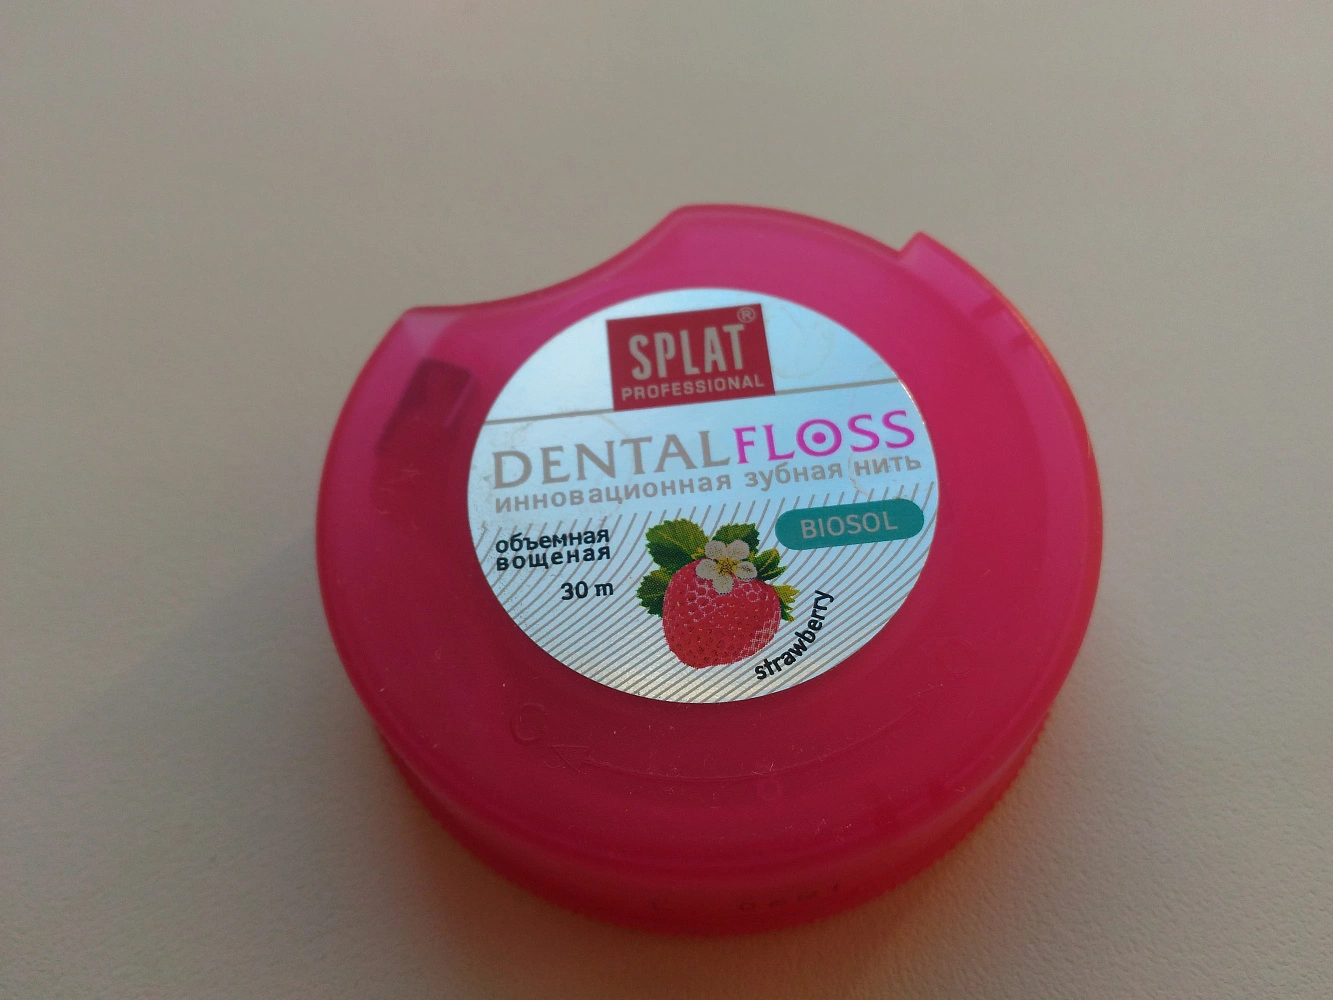 SPLAT®
PROFESSIONAL
DENTALFLOSS
инновационная зубная нить
BIOSOL
объемная
вощеная
30 m
strawberry